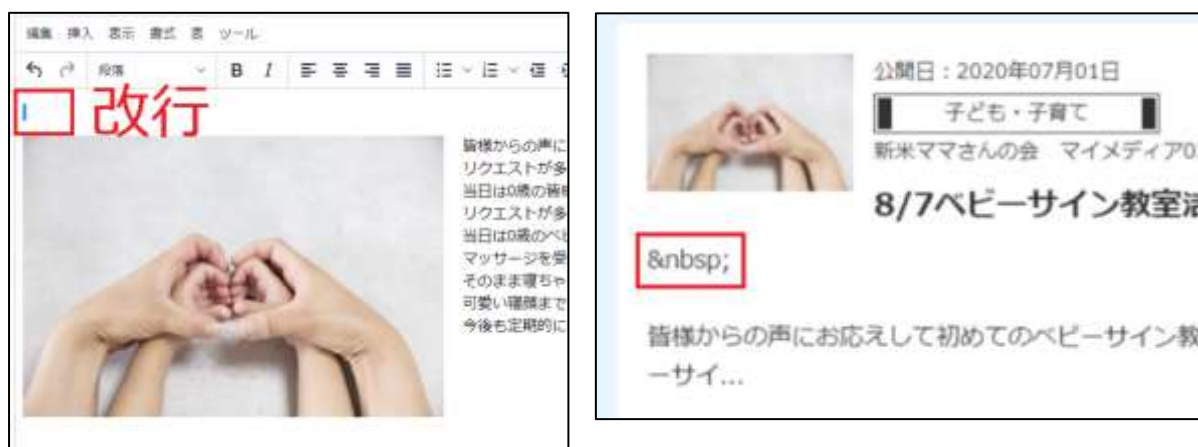 編集 挿入 表示 書式 表 ツール
段落 B I
改行
皆様からの声に
リクエストが多
当日は0歳の皆様
リクエストが多
当日は0歳のベビ
マッサージを受
そのまま寝ちゃ
可愛い寝顔まで
今後も定期的に
公開日：2020年07月01日
子ども・子育て
新米ママさんの会 マイメディア0
8/7ベビーサイン教室活
&nbsp;
皆様からの声にお応えして初めてのベビーサイン教
ーサイ...